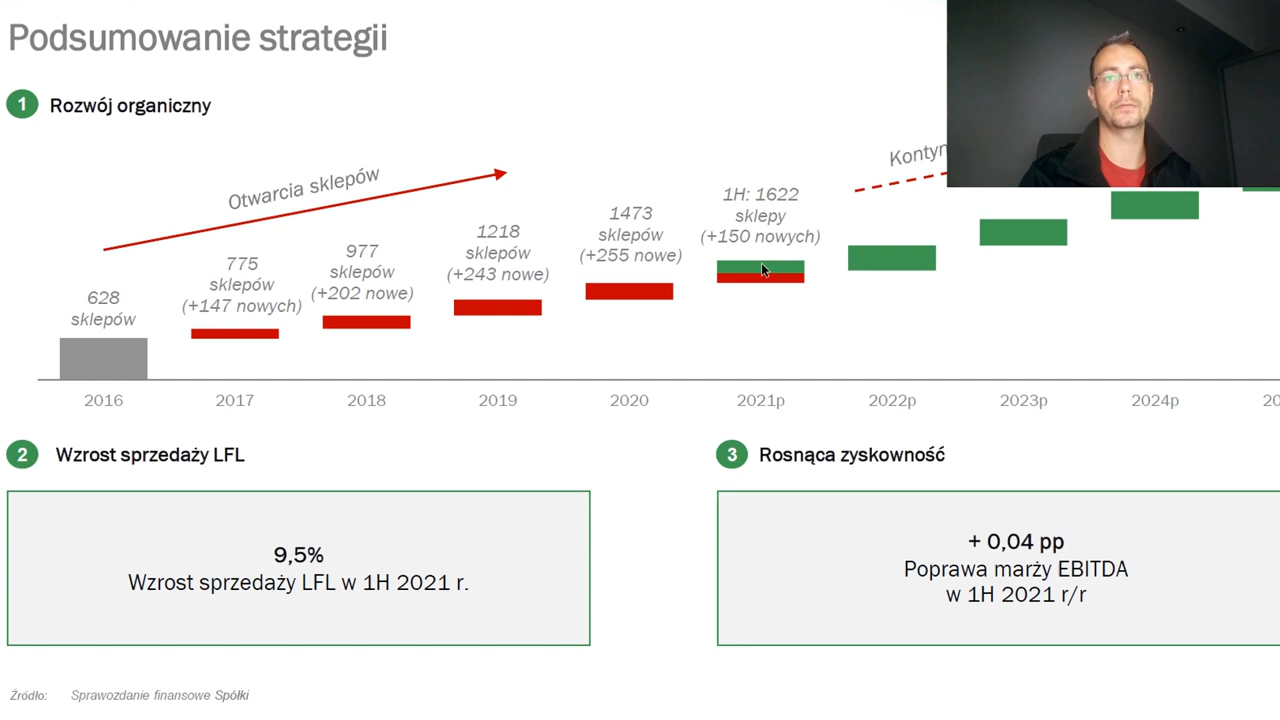 Podsumowanie strategii
1 Rozwój organiczny
Otwarcia sklepów
Kontyn
628
sklepów
775
sklepów
(+147 nowych)
977
sklepów
(+202 nowe)
1218
sklepów
(+243 nowe)
1473
sklepów
(+255 nowe)
1H: 1622
sklepy
(+150 nowych)
2016 2017 2018 2019 2020 2021p 2022p 2023p 2024p 20
2 Wzrost sprzedaży LFL
9,5%
Wzrost sprzedaży LFL w 1H 2021 r.
3 Rosnąca zyskowność
+ 0,04 pp
Poprawa marży EBITDA
w 1H 2021 r/r
Źródło: Sprawozdanie finansowe Spółki